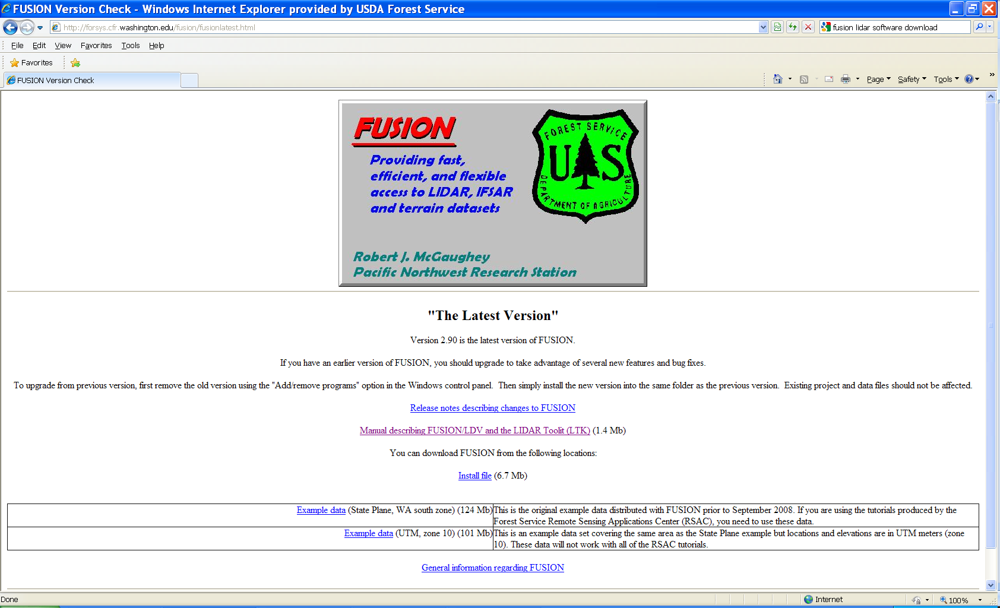 FUSION Version Check - Windows Internet Explorer provided by USDA Forest Service
http://forsys.cfr.washington.edu/fusion/fusionlatest.html
fusion lidar software download
File Edit View Favorites Tools Help
Favorites
FUSION Version Check
Page Safety Tools
FUSION
Providing fast,
efficient, and flexible
access to LIDAR, IFSAR
and terrain datasets
FOREST SERVICE
U S
DEPARTMENT OF AGRICULTURE
Robert J. McGaughey
Pacific Northwest Research Station
"The Latest Version"
Version 2.90 is the latest version of FUSION.
If you have an earlier version of FUSION, you should upgrade to take advantage of several new features and bug fixes.
To upgrade from previous version, first remove the old version using the "Add/remove programs" option in the Windows control panel. Then simply install the new version into the same folder as the previous version. Existing project and data files should not be affected.
Release notes describing changes to FUSION
Manual describing FUSION/LDV and the LIDAR Toolit (LTK) (1.4 Mb)
You can download FUSION from the following locations:
Install file (6.7 Mb)
Example data (State Plane, WA south zone) (124 Mb)
This is the original example data distributed with FUSION prior to September 2008. If you are using the tutorials produced by the
Forest Service Remote Sensing Applications Center (RSAC), you need to use these data.
Example data (UTM, zone 10) (101 Mb)
This is an example data set covering the same area as the State Plane example but locations and elevations are in UTM meters (zone
10). These data will not work with all of the RSAC tutorials.
General information regarding FUSION
Done
Internet
100%